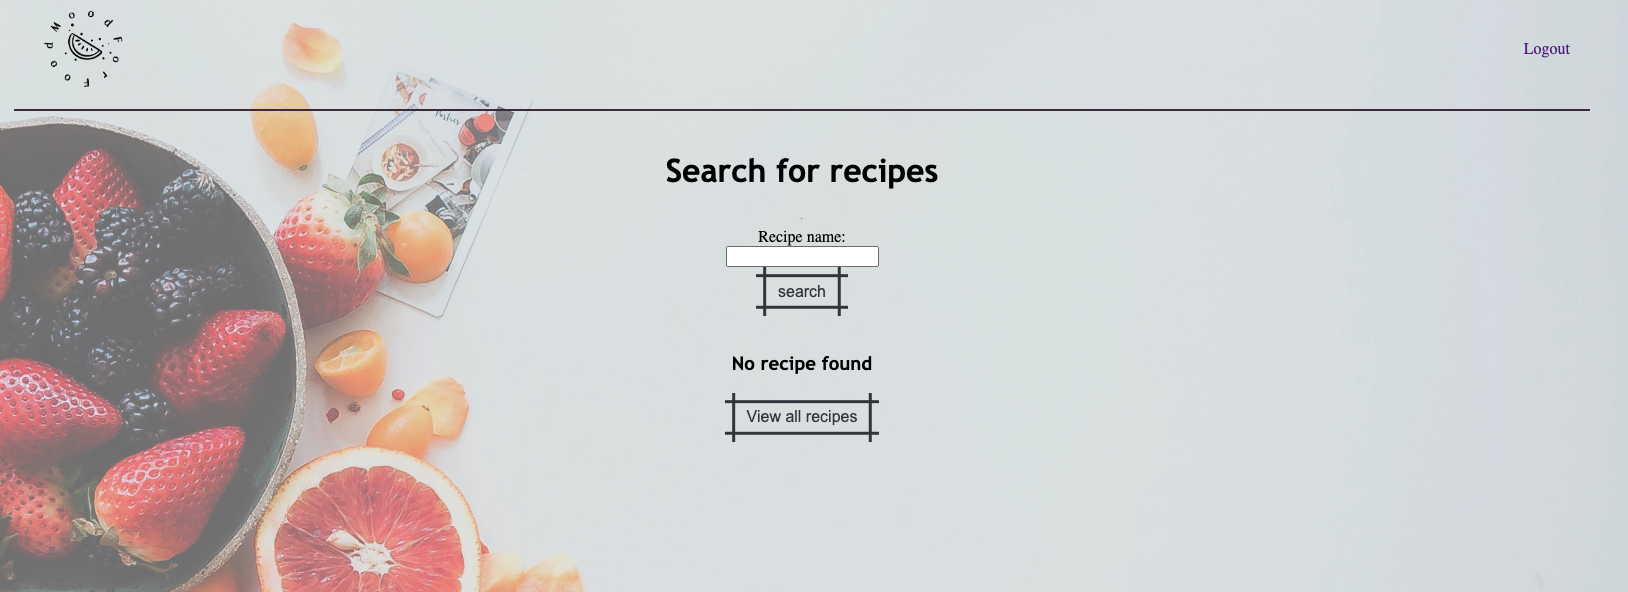 FOOD FOR MOOD
Logout
Search for recipes
Recipe name:
search
No recipe found
View all recipes